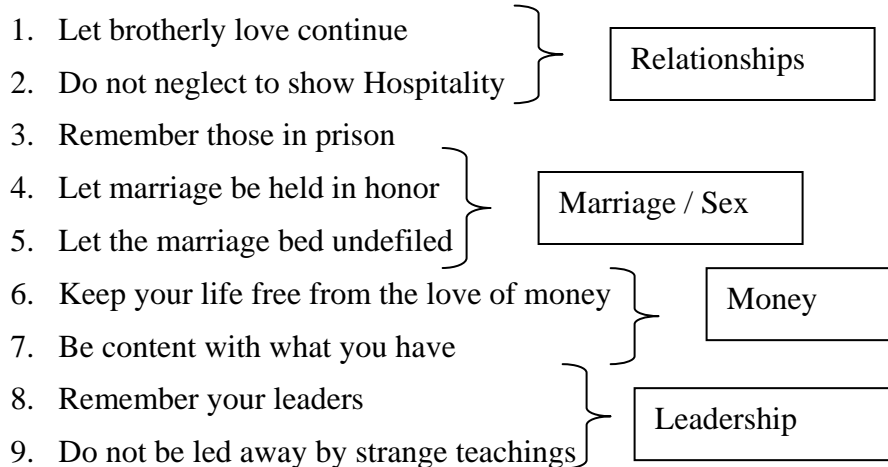 1. Let brotherly love continue
Relationships
2. Do not neglect to show Hospitality
3. Remember those in prison
4. Let marriage be held in honor
Marriage / Sex
5. Let the marriage bed undefiled
6. Keep your life free from the love of money
Money
7. Be content with what you have
8. Remember your leaders
Leadership
9. Do not be led away by strange teachings